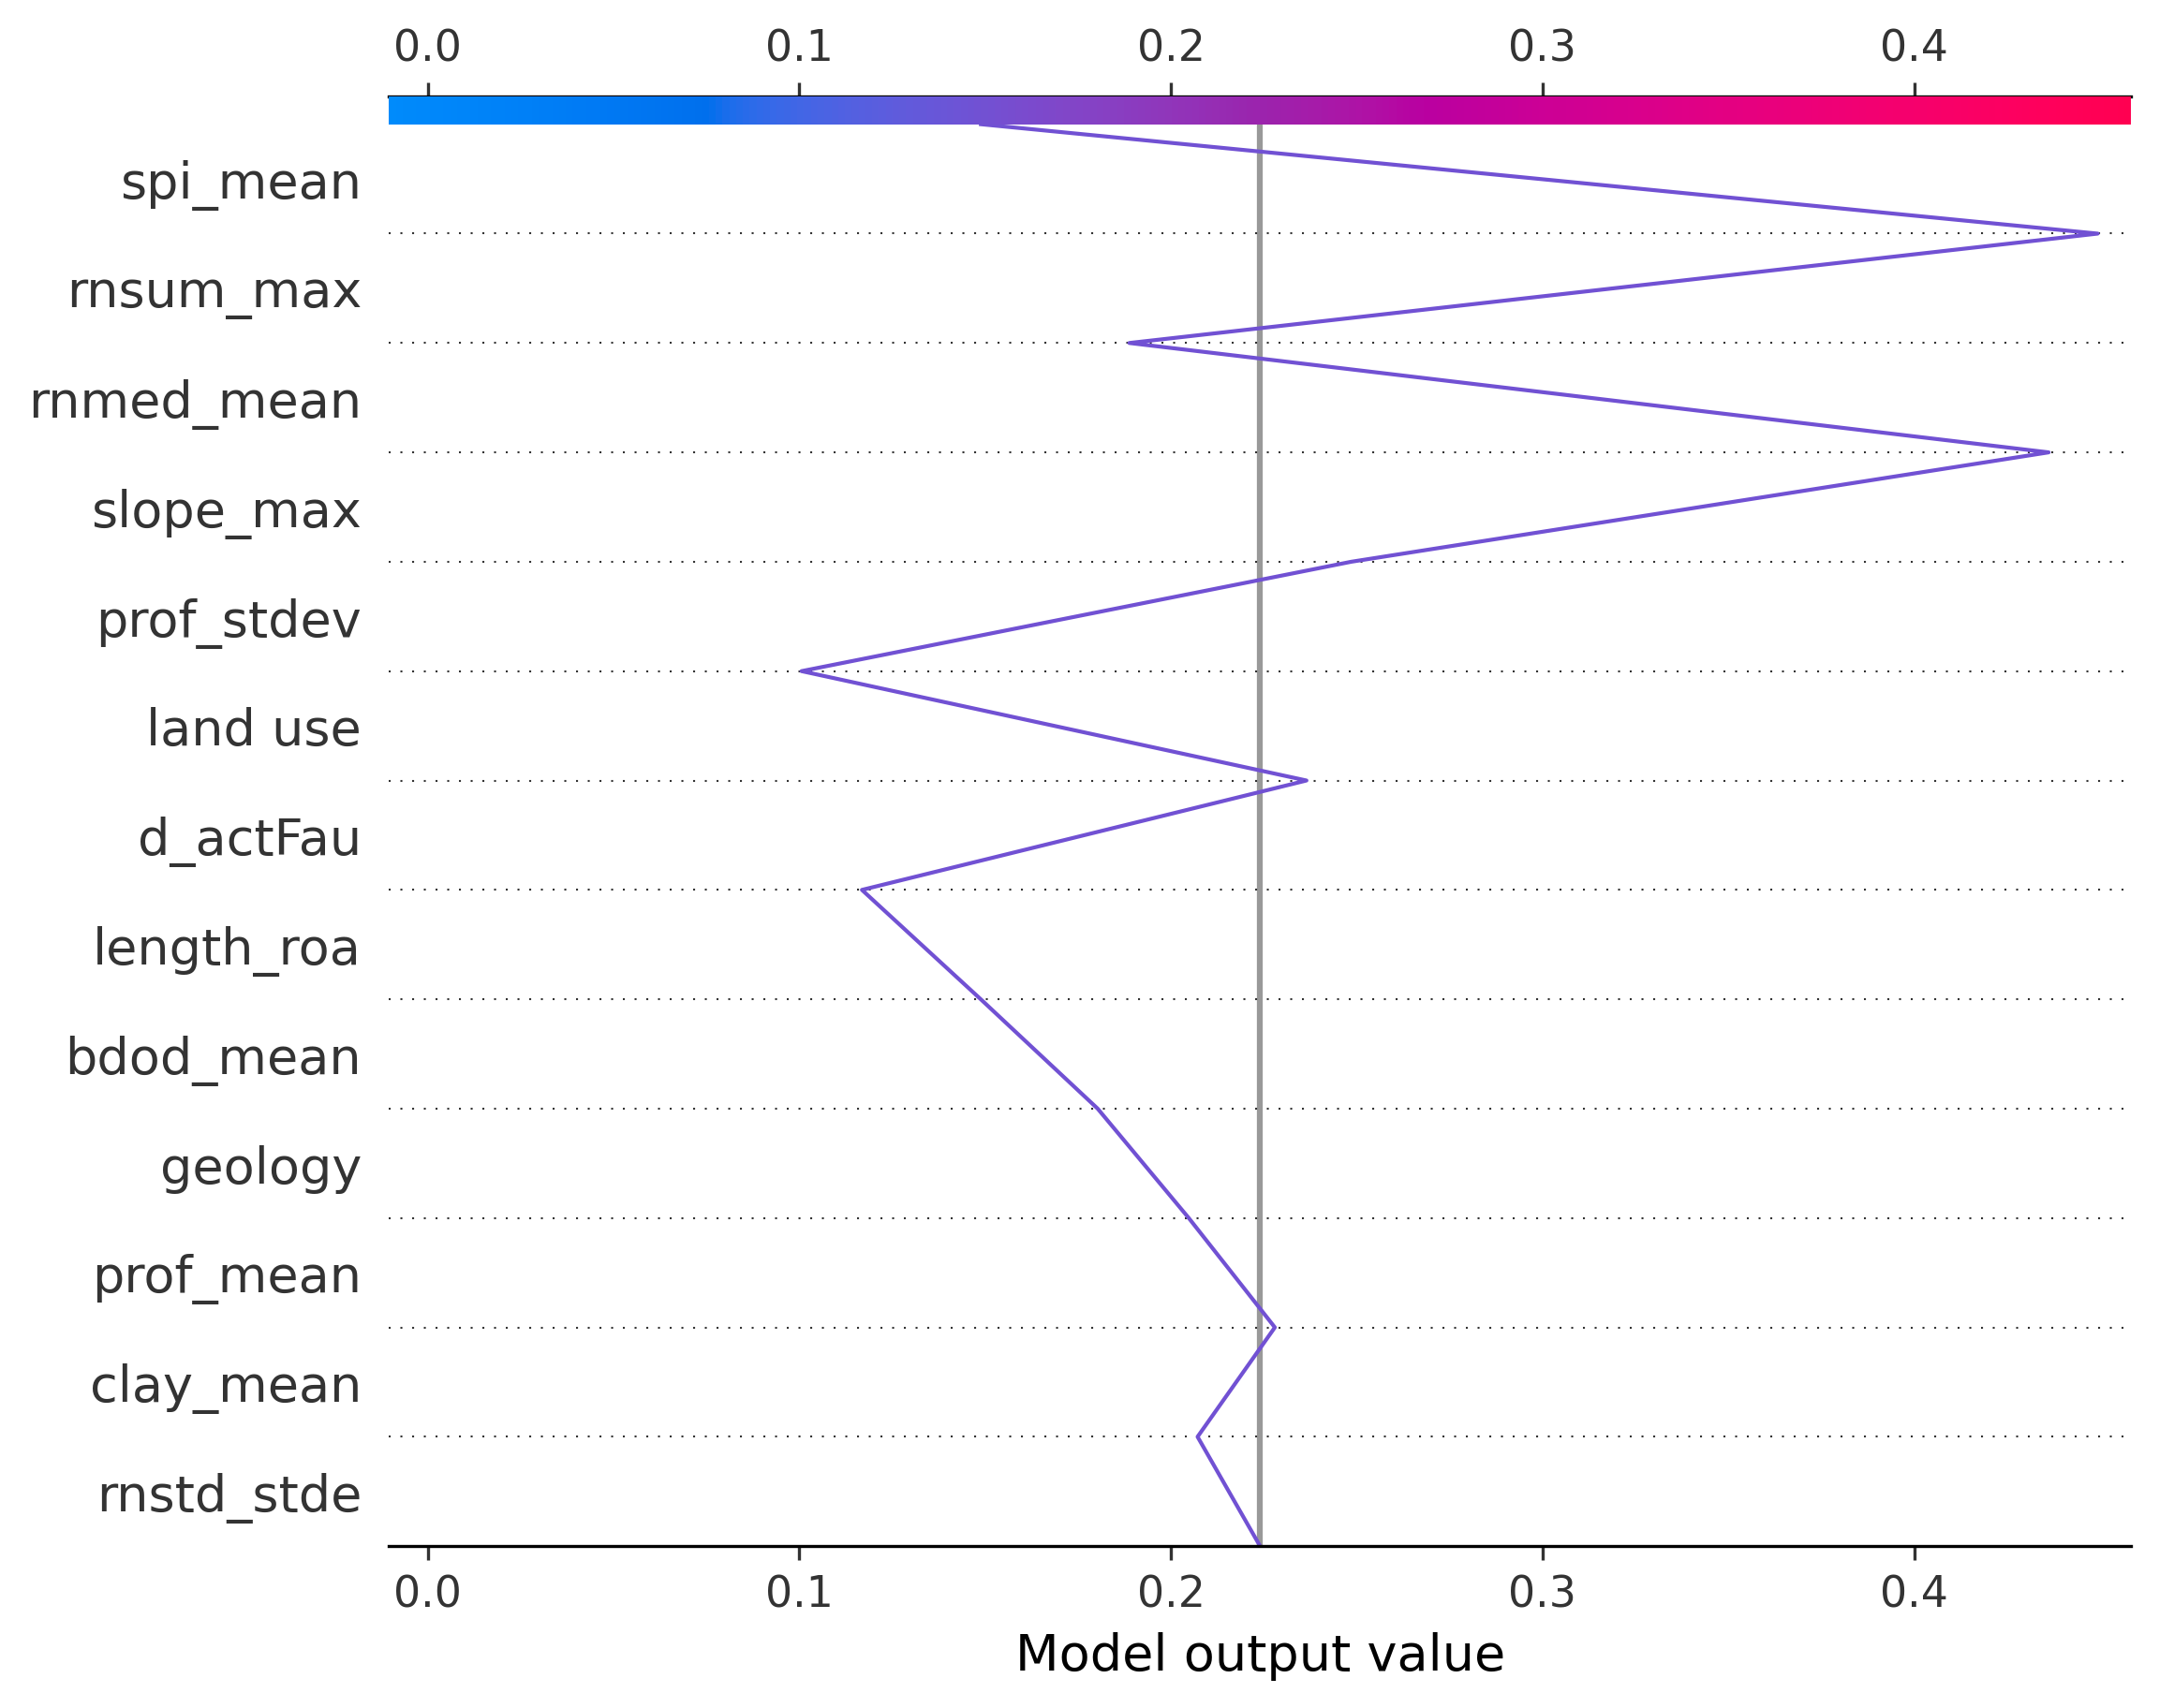 0.0 0.1 0.2 0.3 0.4
spi_mean
rnsum_max
rnmed_mean
slope_max
prof_stdev
land use
d_actFau
length_roa
bdod_mean
geology
prof_mean
clay_mean
rnstd_stde
0.0 0.1 0.2 0.3 0.4
Model output value